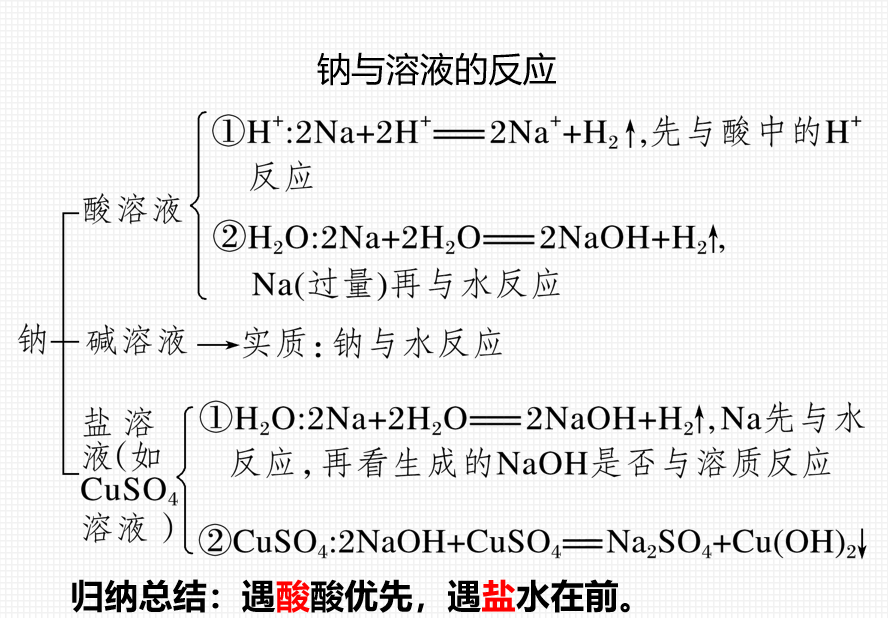 钠与溶液的反应
钠
酸溶液
①H⁺:2Na+2H⁺══2Na⁺+H₂↑,先与酸中的H⁺
反应
②H₂O:2Na+2H₂O══2NaOH+H₂↑,
Na(过量)再与水反应
碱溶液→实质:钠与水反应
盐溶
液(如
CuSO₄
溶液)
①H₂O:2Na+2H₂O══2NaOH+H₂↑,Na先与水
反应,再看生成的NaOH是否与溶质反应
②CuSO₄:2NaOH+CuSO₄══Na₂SO₄+Cu(OH)₂↓
归纳总结：遇酸酸优先，遇盐水在前。